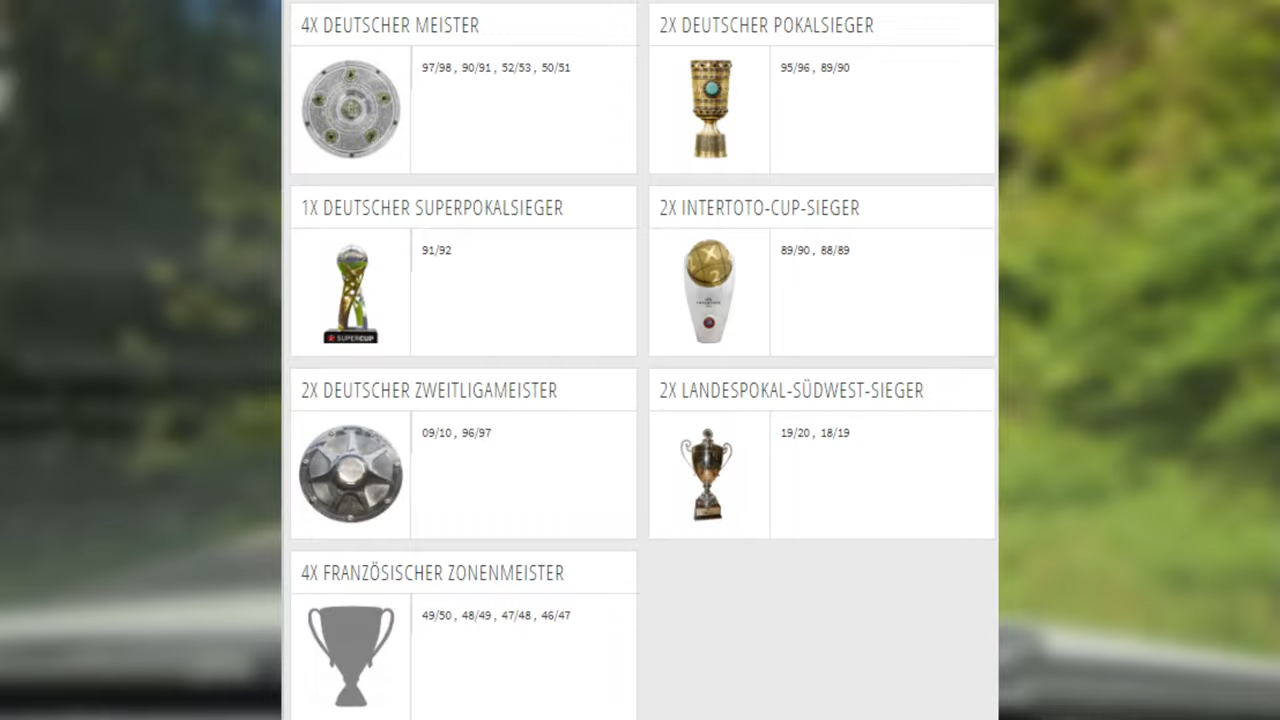 4X DEUTSCHER MEISTER
97/98 , 90/91 , 52/53 , 50/51
2X DEUTSCHER POKALSIEGER
95/96 , 89/90
1X DEUTSCHER SUPERPOKALSIEGER
91/92
SUPERCUP
2X INTERTOTO-CUP-SIEGER
89/90 , 88/89
2X DEUTSCHER ZWEITLIGAMEISTER
09/10 , 96/97
2X LANDESPOKAL-SÜDWEST-SIEGER
19/20 , 18/19
4X FRANZÖSISCHER ZONENMEISTER
49/50 , 48/49 , 47/48 , 46/47